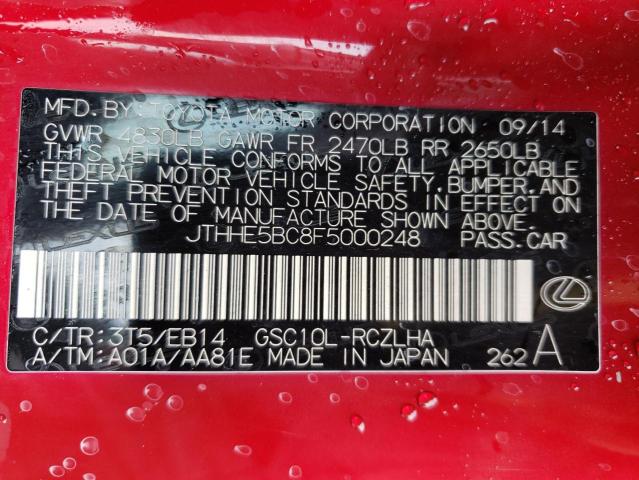 MFD.BY: TOYOTA MOTOR CORPORATION 09/14
GVWR 4830LB GAWR FR 2470LB RR 2650LB
THIS VEHICLE CONFORMS TO ALL APPLICABLE
FEDERAL MOTOR VEHICLE SAFETY.BUMPER.AND
THEFT PREVENTION STANDARDS IN EFFECT ON
THE DATE OF MANUFACTURE SHOWN ABOVE.
JTHHE5BC8F5000248 PASS.CAR
C/TR:3T5/EB14 GSC10L-RCZLHA
A/TM:A01A/AA81E MADE IN JAPAN 262 A